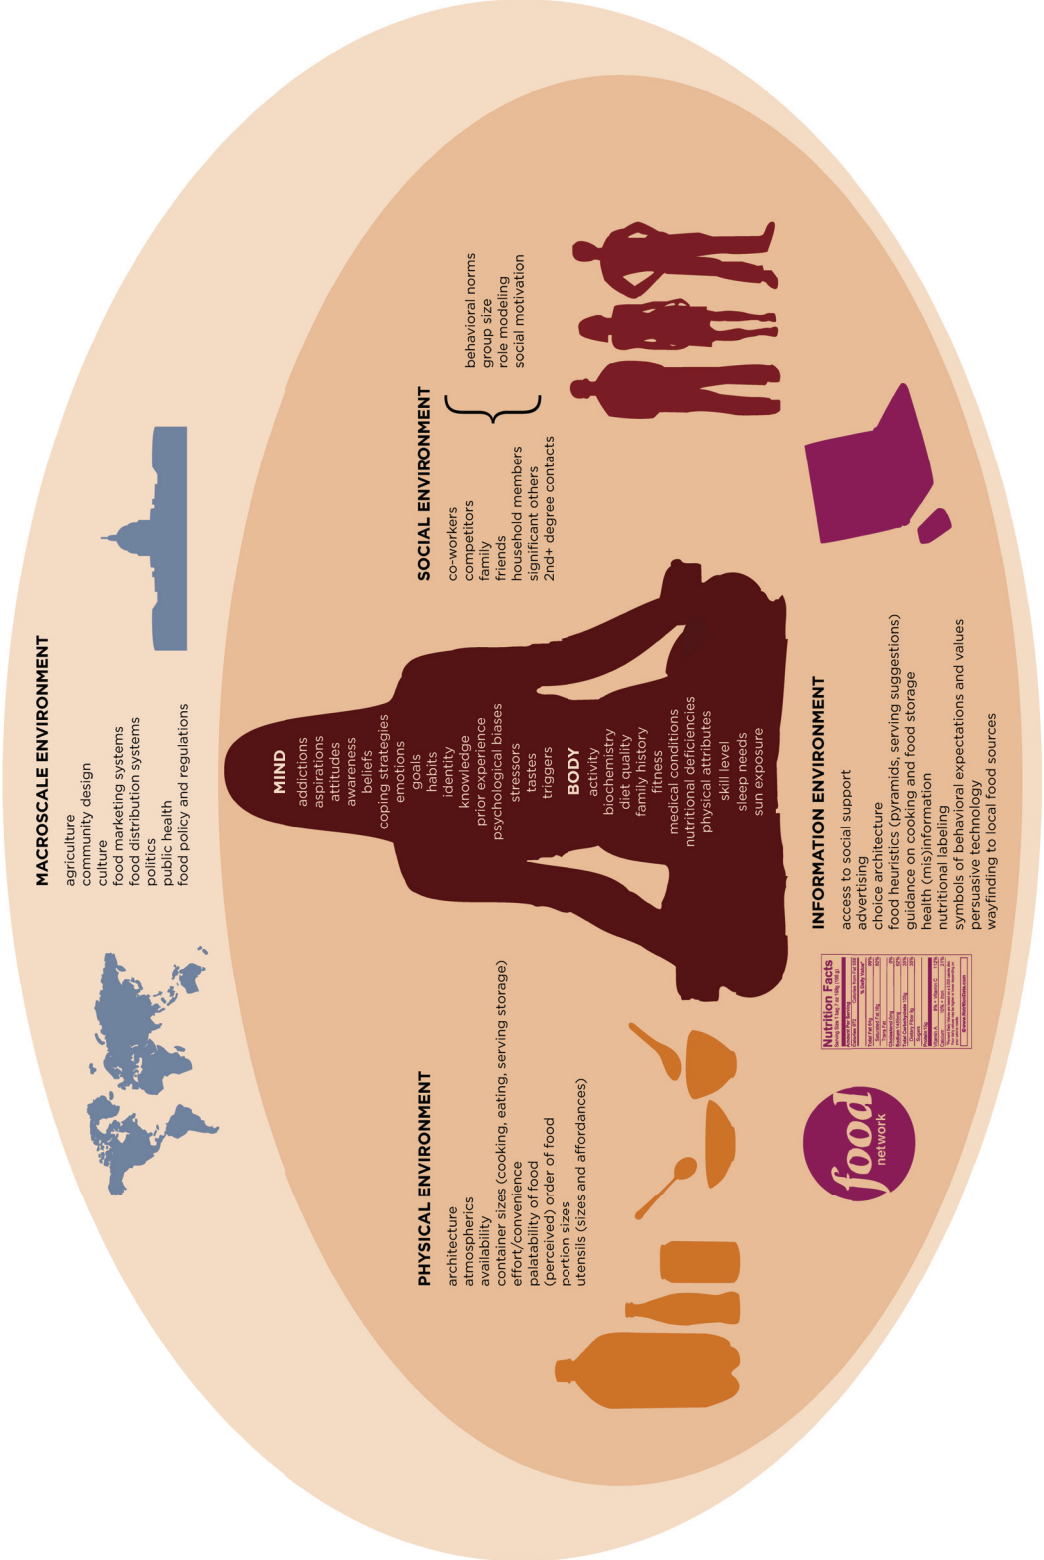 MACROSCALE ENVIRONMENT
agriculture
community design
culture
food marketing systems
food distribution systems
politics
public health
food policy and regulations
MIND
addictions
aspirations
attitudes
awareness
beliefs
coping strategies
emotions
goals
habits
identity
knowledge
prior experience
psychological biases
stressors
tastes
triggers
BODY
activity
biochemistry
diet quality
family history
fitness
medical conditions
nutritional deficiencies
physical attributes
skill level
sleep needs
sun exposure
PHYSICAL ENVIRONMENT
architecture
atmospherics
availability
container sizes (cooking, eating, serving storage)
effort/convenience
palatability of food
(perceived) order of food
portion sizes
utensils (sizes and affordances)
SOCIAL ENVIRONMENT
co-workers
competitors
family
friends
household members
significant others
2nd+ degree contacts
behavioral norms
group size
role modeling
social motivation
food
network
Nutrition Facts
Amount Per Serving
% Daily Value*
INFORMATION ENVIRONMENT
access to social support
advertising
choice architecture
food heuristics (pyramids, serving suggestions)
guidance on cooking and food storage
health (mis)information
nutritional labeling
symbols of behavioral expectations and values
persuasive technology
wayfinding to local food sources